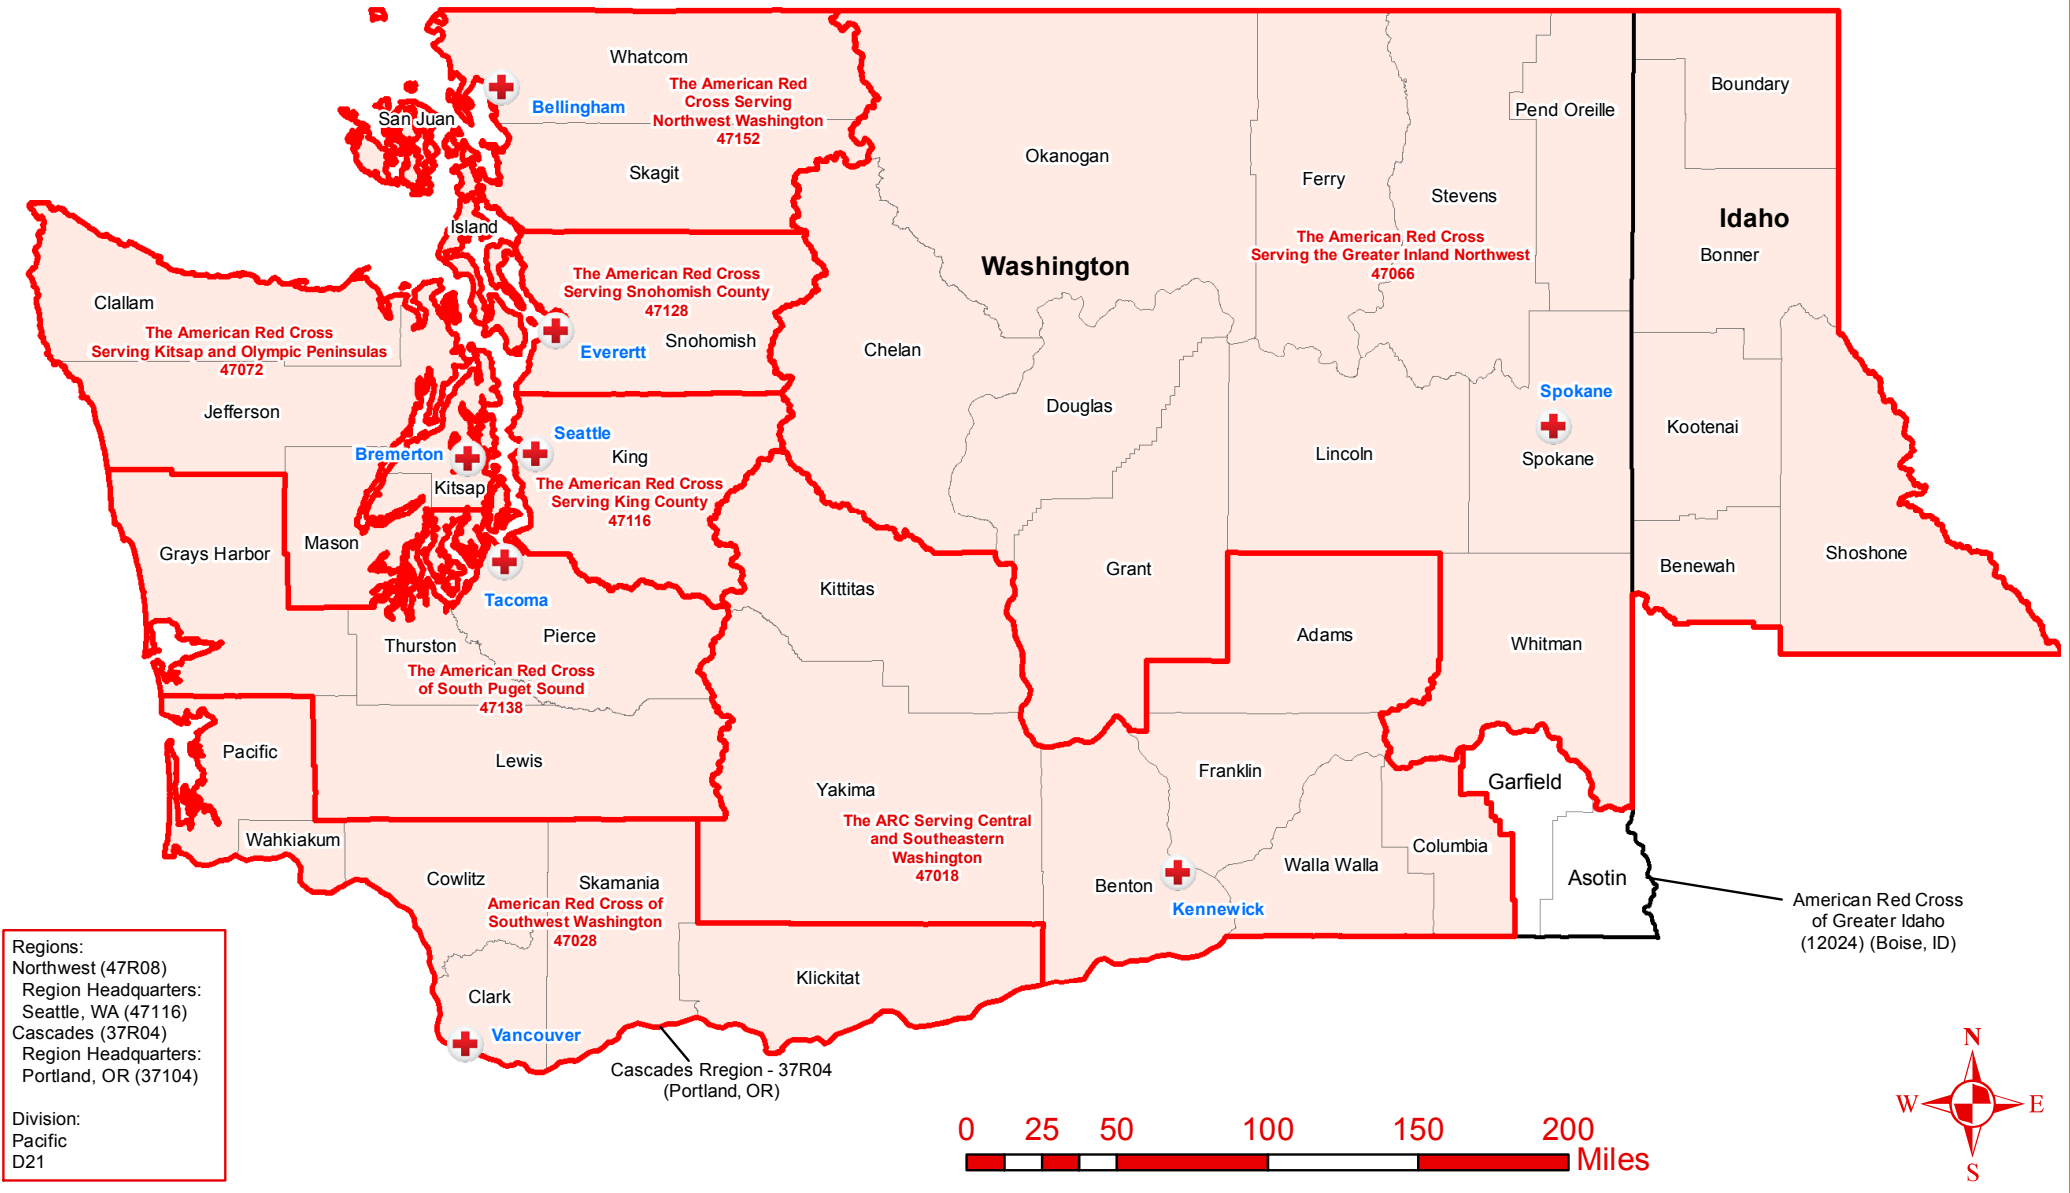 Whatcom
The American Red
Cross Serving
Northwest Washington
47152
Bellingham
San Juan
Skagit
Island
Okanogan
Ferry
Stevens
Pend Oreille
Boundary
Idaho
Bonner
Washington
The American Red Cross
Serving the Greater Inland Northwest
47066
The American Red Cross
Serving Snohomish County
47128
Snohomish
Everertt
Clallam
The American Red Cross
Serving Kitsap and Olympic Peninsulas
47072
Jefferson
Chelan
Douglas
Spokane
Spokane
Lincoln
Kootenai
Seattle
King
The American Red Cross
Serving King County
47116
Bremerton
Kitsap
Mason
Grays Harbor
Tacoma
Pierce
Thurston
The American Red Cross
of South Puget Sound
47138
Kittitas
Grant
Adams
Whitman
Benewah
Shoshone
Pacific
Lewis
Yakima
The ARC Serving Central
and Southeastern
Washington
47018
Franklin
Garfield
Wahkiakum
Cowlitz
Skamania
American Red Cross of
Southwest Washington
47028
Benton
Kennewick
Walla Walla
Columbia
Asotin
American Red Cross
of Greater Idaho
(12024) (Boise, ID)
Klickitat
Clark
Vancouver
Cascades Rregion - 37R04
(Portland, OR)
Regions:
Northwest (47R08)
Region Headquarters:
Seattle, WA (47116)
Cascades (37R04)
Region Headquarters:
Portland, OR (37104)
Division:
Pacific
D21
0 25 50 100 150 200
Miles
N
W E
S